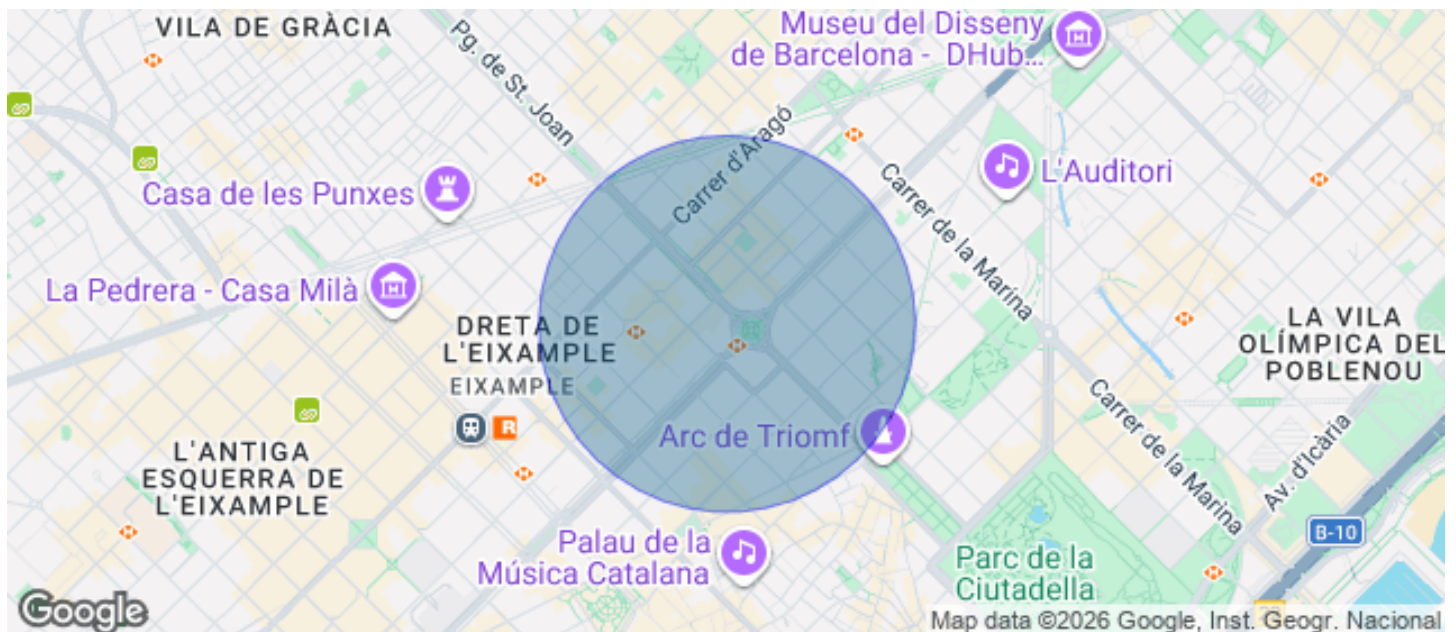 VILA DE GRÀCIA
Pg. de St. Joan
Museu del Disseny
de Barcelona - DHub...
Carrer d'Aragó
L'Auditori
Casa de les Punxes
Carrer de la Marina
La Pedrera - Casa Milà
DRETA DE
L'EIXAMPLE
EIXAMPLE
LA VILA
OLÍMPICA DEL
POBLENOU
R
Arc de Triomf
L'ANTIGA
ESQUERRA DE
L'EIXAMPLE
Carrer de la Marina
Av. d'Icària
B-10
Palau de la
Música Catalana
Parc de la
Ciutadella
Google
Map data ©2026 Google, Inst. Geogr. Nacional